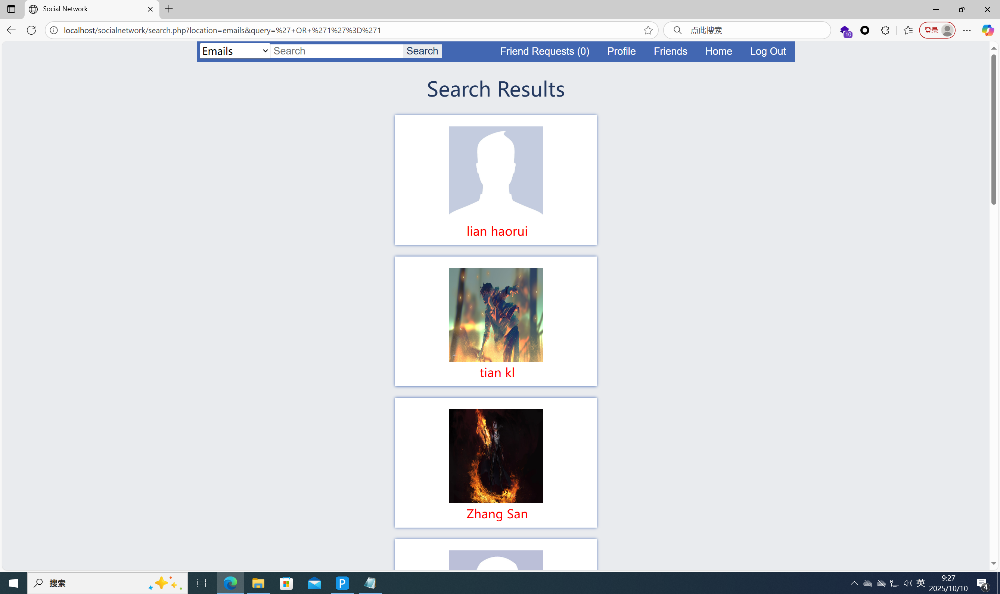 Social Network
localhost/socialnetwork/search.php?location=emails&query=%27+OR+%271%27%3D%271
点此搜索
10
登录
Emails
Search
Search
Friend Requests (0)
Profile
Friends
Home
Log Out
Search Results
lian haorui
tian kl
Zhang San
搜索
P
英
9:27
2025/10/10
4